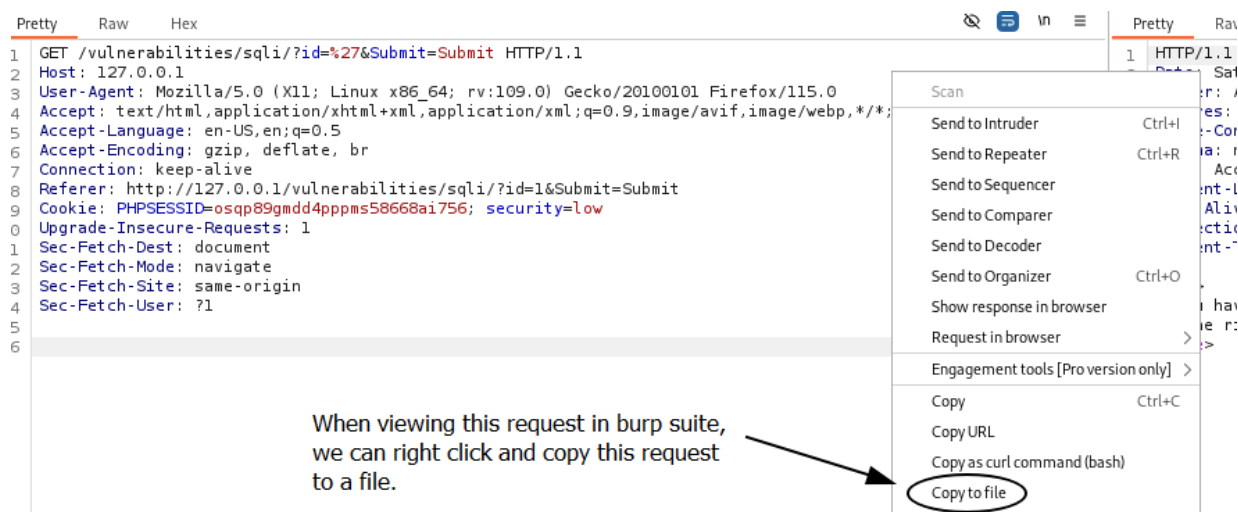 Pretty Raw Hex \n
1 GET /vulnerabilities/sqli/?id=%27&Submit=Submit HTTP/1.1
2 Host: 127.0.0.1
3 User-Agent: Mozilla/5.0 (X11; Linux x86_64; rv:109.0) Gecko/20100101 Firefox/115.0
4 Accept: text/html,application/xhtml+xml,application/xml;q=0.9,image/avif,image/webp,*/*;
5 Accept-Language: en-US,en;q=0.5
6 Accept-Encoding: gzip, deflate, br
7 Connection: keep-alive
8 Referer: http://127.0.0.1/vulnerabilities/sqli/?id=1&Submit=Submit
9 Cookie: PHPSESSID=osqp89gmdd4pppms58668ai756; security=low
0 Upgrade-Insecure-Requests: 1
1 Sec-Fetch-Dest: document
2 Sec-Fetch-Mode: navigate
3 Sec-Fetch-Site: same-origin
4 Sec-Fetch-User: ?1
5
6
When viewing this request in burp suite,
we can right click and copy this request
to a file.
Scan
Send to Intruder Ctrl+I
Send to Repeater Ctrl+R
Send to Sequencer
Send to Comparer
Send to Decoder
Send to Organizer Ctrl+O
Show response in browser
Request in browser
Engagement tools [Pro version only]
Copy Ctrl+C
Copy URL
Copy as curl command (bash)
Copy to file
Pretty
1 HTTP/1.1